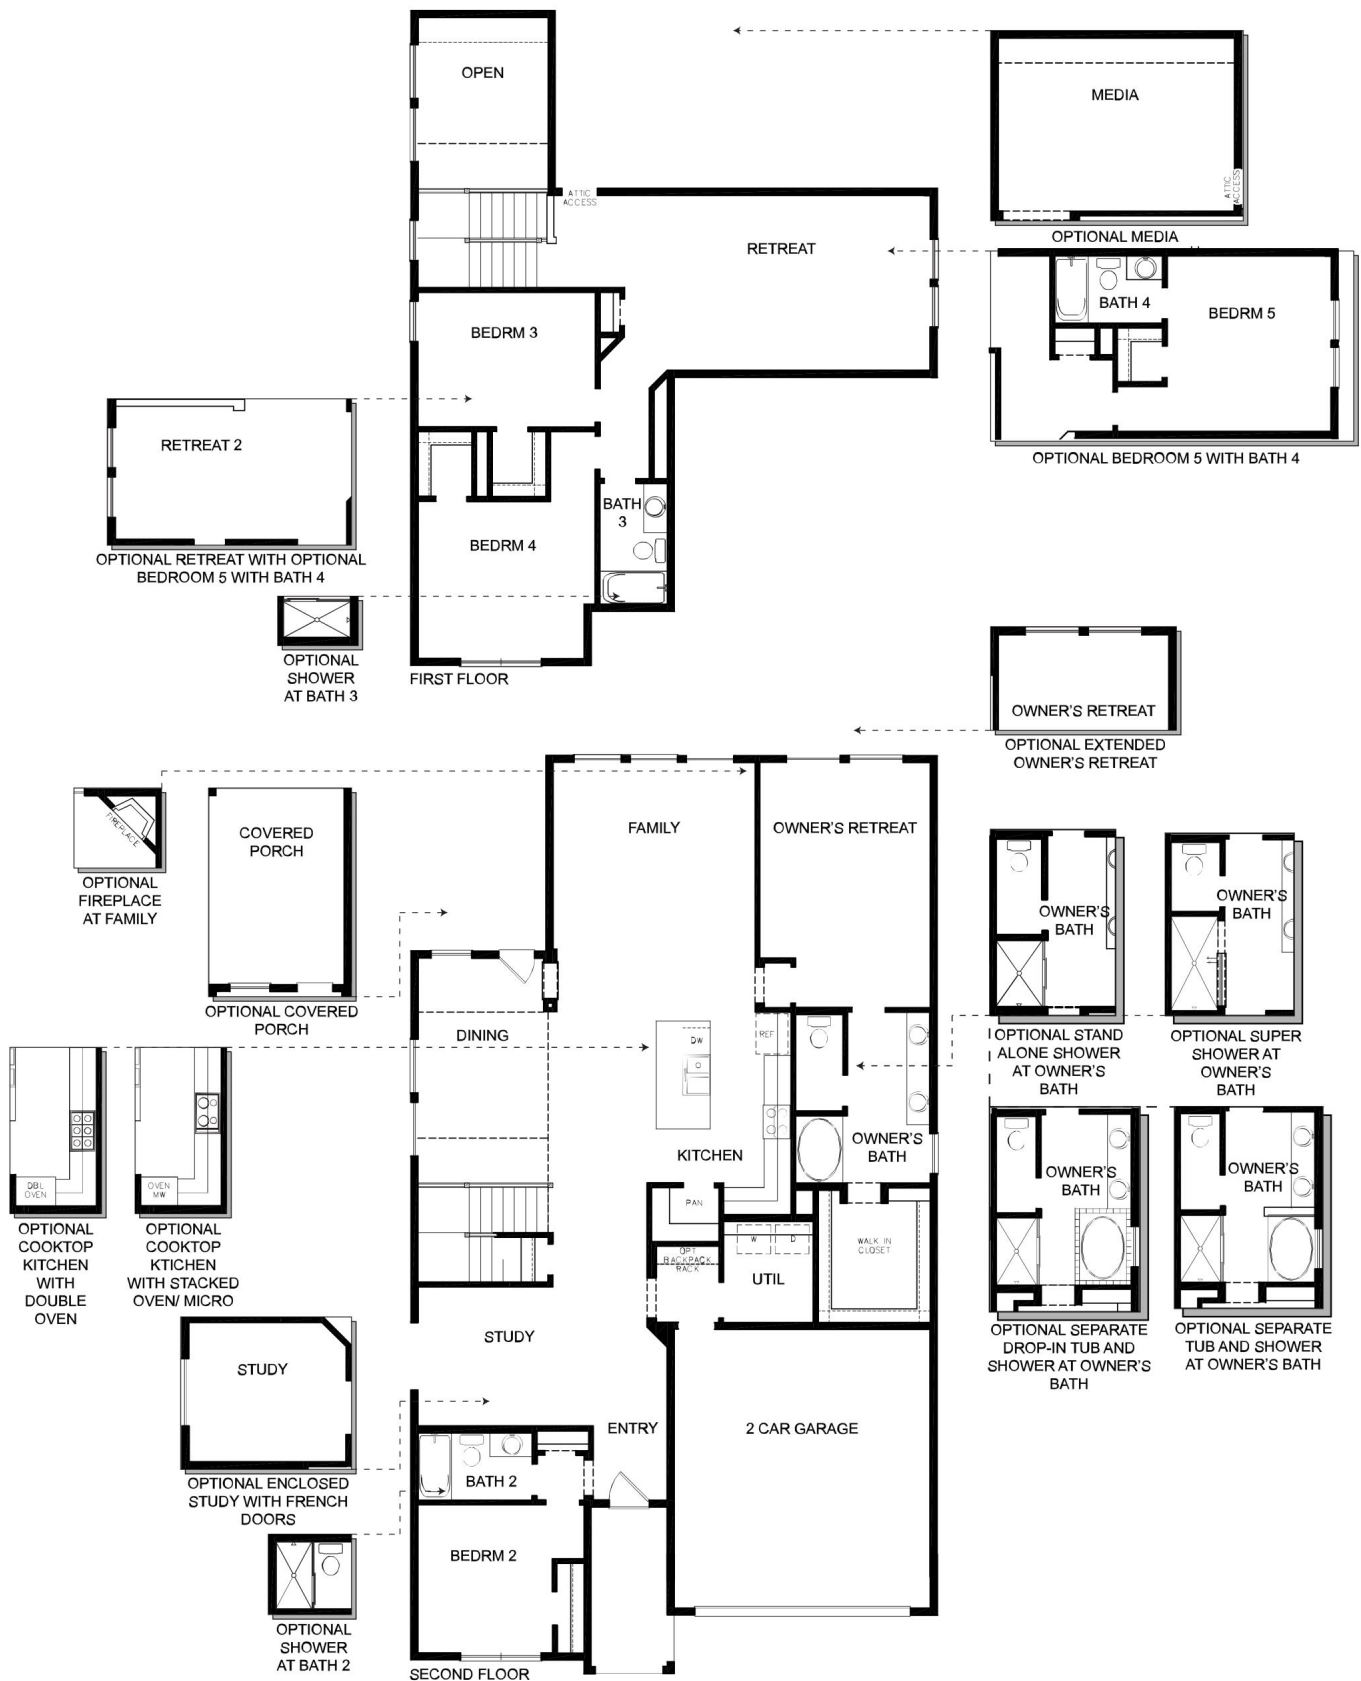 OPEN
MEDIA
ATTIC
ACCESS
ATTIC
ACCESS
OPTIONAL MEDIA
RETREAT
BATH 4
BEDRM 5
BEDRM 3
RETREAT 2
OPTIONAL BEDROOM 5 WITH BATH 4
BATH
3
BEDRM 4
OPTIONAL RETREAT WITH OPTIONAL
BEDROOM 5 WITH BATH 4
OPTIONAL
SHOWER
AT BATH 3
FIRST FLOOR
OWNER'S RETREAT
OPTIONAL EXTENDED
OWNER'S RETREAT
FIREPLACE
OPTIONAL
FIREPLACE
AT FAMILY
COVERED
PORCH
OPTIONAL COVERED
PORCH
FAMILY
OWNER'S RETREAT
OWNER'S
BATH
OPTIONAL STAND
ALONE SHOWER
AT OWNER'S
BATH
OWNER'S
BATH
OPTIONAL SUPER
SHOWER AT
OWNER'S
BATH
DINING
DW
REF
KITCHEN
OWNER'S
BATH
PAN
DBL
OVEN
OPTIONAL
COOKTOP
KITCHEN
WITH
DOUBLE
OVEN
OVEN
MW
OPTIONAL
COOKTOP
KTICHEN
WITH STACKED
OVEN/ MICRO
OWNER'S
BATH
OPTIONAL SEPARATE
DROP-IN TUB AND
SHOWER AT OWNER'S
BATH
OWNER'S
BATH
OPTIONAL SEPARATE
TUB AND SHOWER
AT OWNER'S BATH
OPT
BACKPACK
RACK
W
D
UTIL
WALK IN
CLOSET
STUDY
STUDY
OPTIONAL ENCLOSED
STUDY WITH FRENCH
DOORS
ENTRY
2 CAR GARAGE
BATH 2
BEDRM 2
OPTIONAL
SHOWER
AT BATH 2
SECOND FLOOR